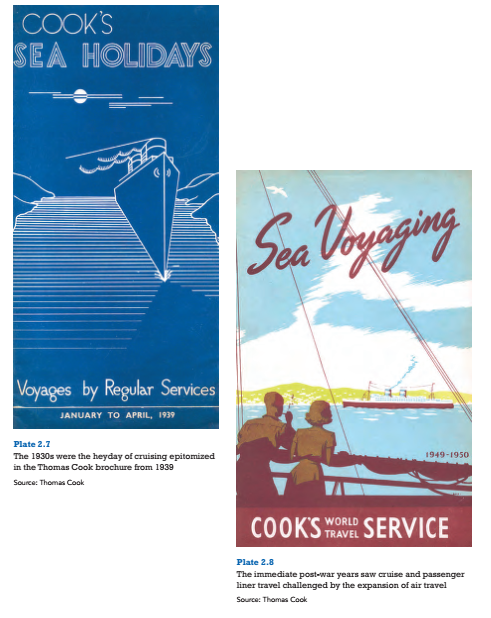 COOK'S
SEA HOLIDAYS
Voyages by Regular Services
JANUARY TO APRIL, 1939
Plate 2.7
The 1930s were the heyday of cruising epitomized
in the Thomas Cook brochure from 1939
Source: Thomas Cook
Sea Voyaging
1949-1950
COOK'S WORLD TRAVEL SERVICE
Plate 2.8
The immediate post-war years saw cruise and passenger
liner travel challenged by the expansion of air travel
Source: Thomas Cook